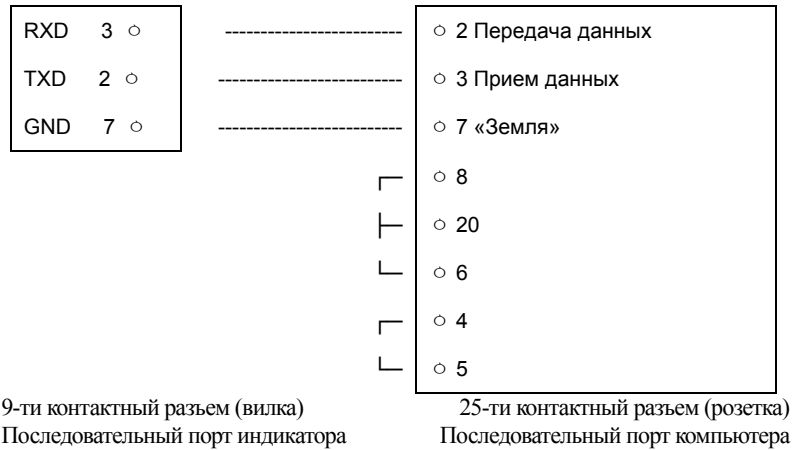 RXD 3 2 Передача данных
TXD 2 3 Прием данных
GND 7 7 «Земля»
8
20
6
4
5
9-ти контактный разъем (вилка) 25-ти контактный разъем (розетка)
Последовательный порт индикатора Последовательный порт компьютера